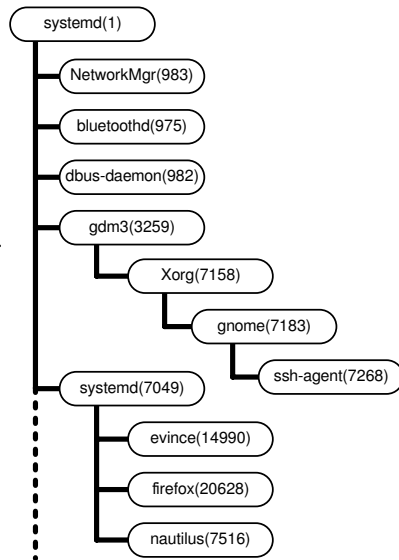 systemd(1)
NetworkMgr(983)
bluetoothd(975)
dbus-daemon(982)
gdm3(3259)
Xorg(7158)
gnome(7183)
ssh-agent(7268)
systemd(7049)
evince(14990)
firefox(20628)
nautilus(7516)